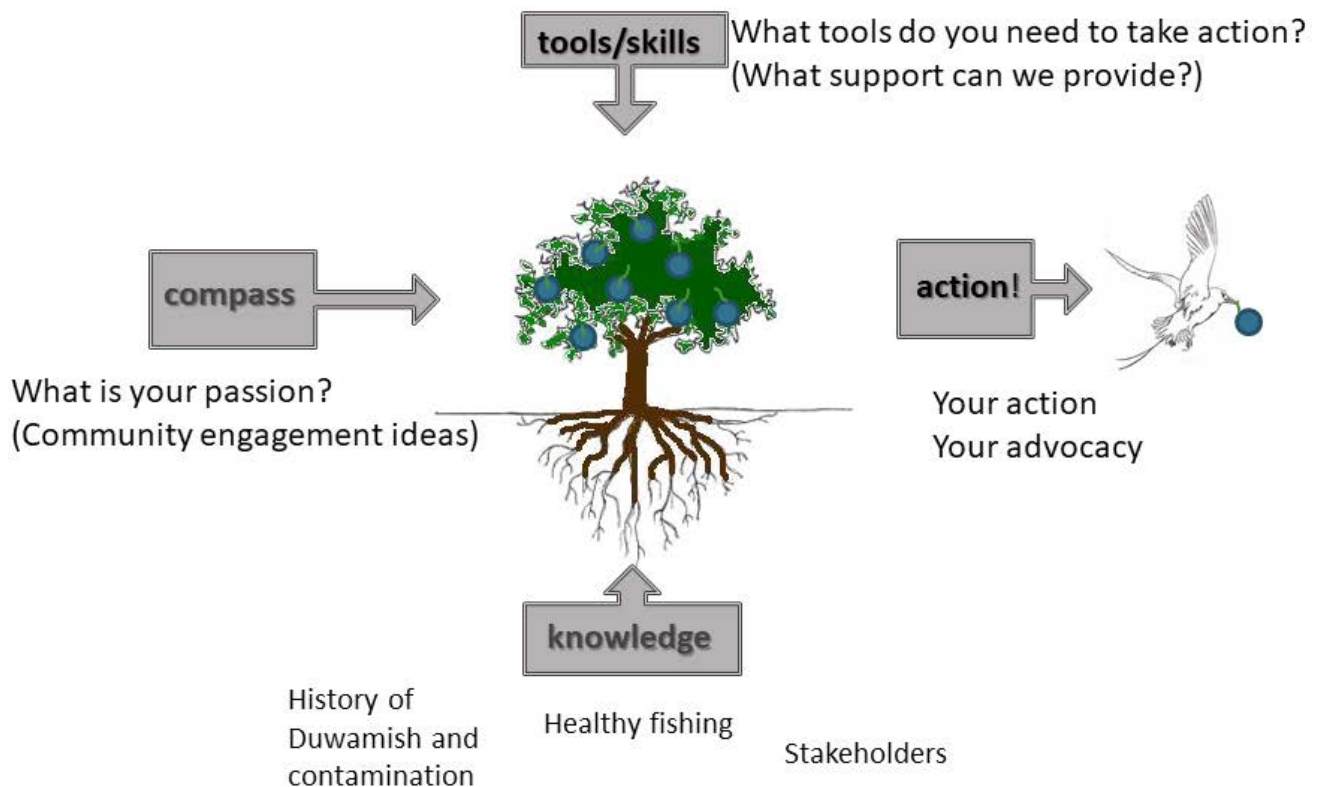 tools/skills
What tools do you need to take action?
(What support can we provide?)
compass
What is your passion?
(Community engagement ideas)
action!
Your action
Your advocacy
knowledge
History of
Duwamish and
contamination
Healthy fishing
Stakeholders